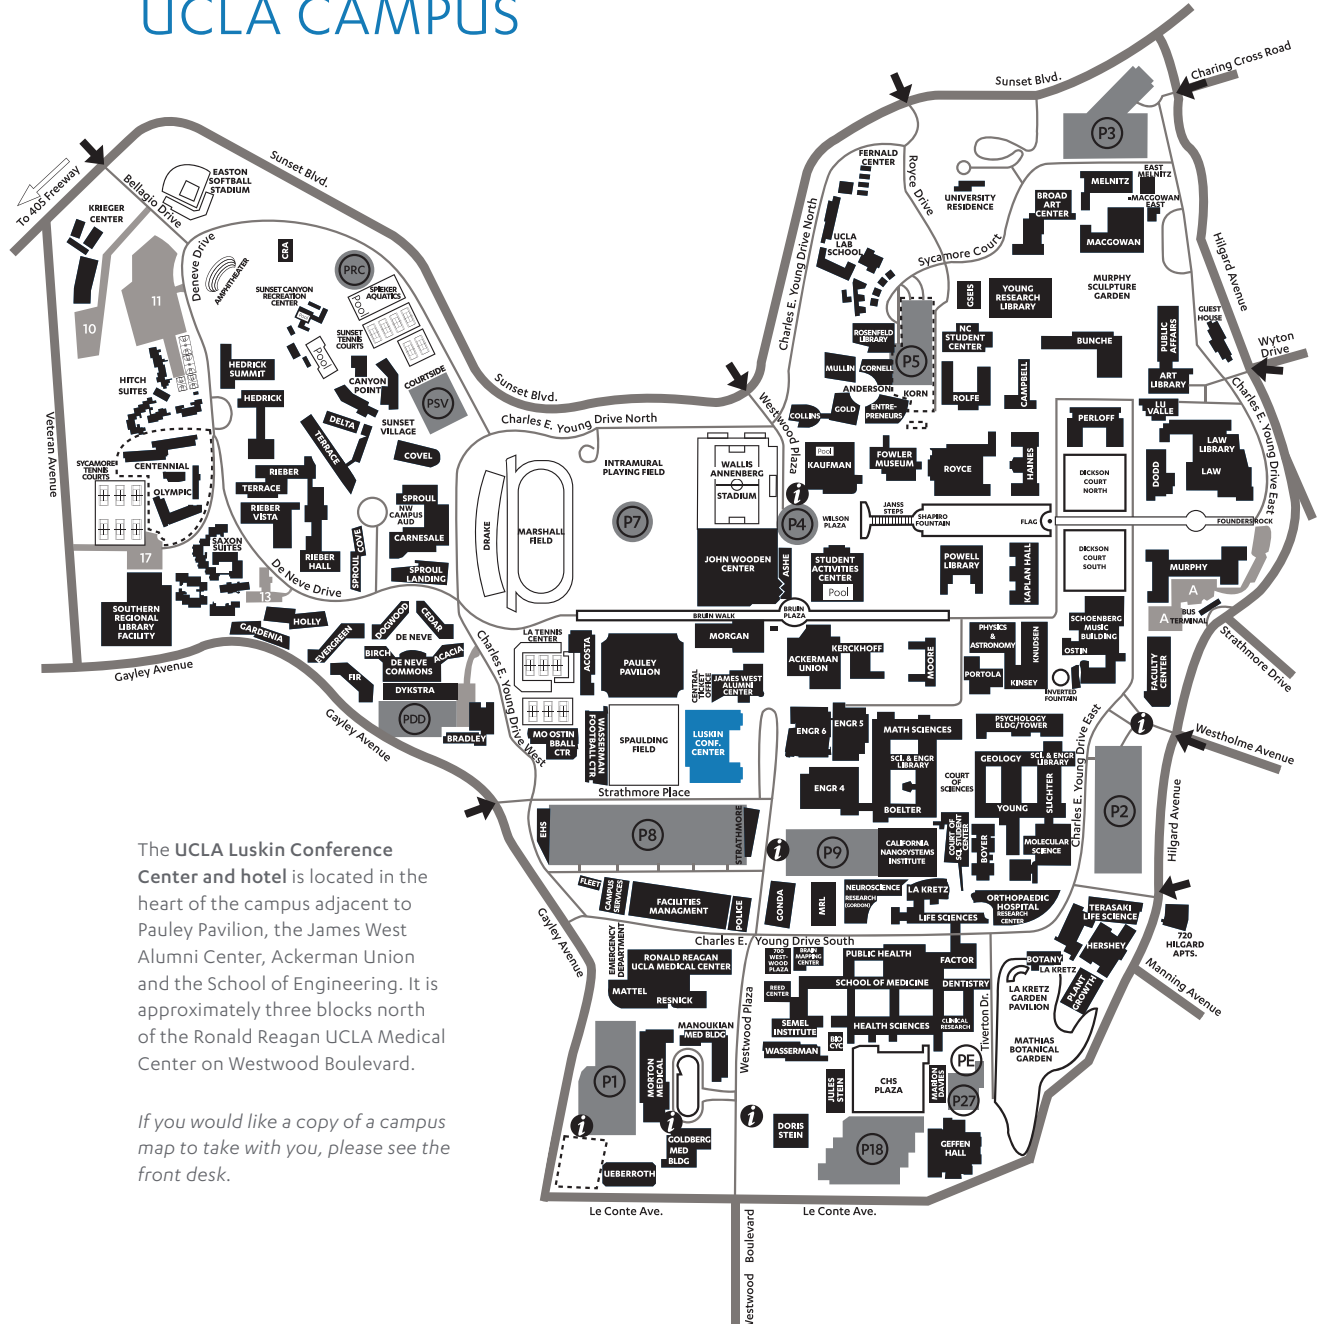 UCLA CAMPUS
Charing Cross Road
Sunset Blvd.
P3
FERNALD
CENTER
Royce Drive
EAST
MELNITZ
MELNITZ
MACGOWAN
EAST
BROAD
ART
CENTER
MACGOWAN
UNIVERSITY
RESIDENCE
Sunset Blvd.
EASTON
SOFTBALL
STADIUM
To 405 Freeway
Bellagio Drive
KRIEGER
CENTER
Deneve Drive
CRA
AMPHITHEATER
PRC
SPIEKER
AQUATICS
Pool
SUNSET CANYON
RECREATION
CENTER
Pool
SUNSET
TENNIS
COURTS
Pool
11
10
Charles E. Young Drive North
UCLA
LAB
SCHOOL
Sycamore Court
Hilgard Avenue
MURPHY
SCULPTURE
GARDEN
GSEIS
YOUNG
RESEARCH
LIBRARY
GUEST
HOUSE
PUBLIC
AFFAIRS
Wyton
Drive
ROSENFELD
LIBRARY
P5
NC
STUDENT
CENTER
BUNCHE
MULLIN
CORNELL
ANDERSON
KORN
ROLFE
CAMPBELL
ART
LIBRARY
COLLINS
GOLD
ENTRE-
PRENEURS
LU
VALLE
PERLOFF
Charles E. Young Drive East
HITCH
SUITES
HEDRICK
SUMMIT
HEDRICK
CANYON
POINT
COURTSIDE
PSV
DELTA
SUNSET
VILLAGE
TERRACE
COVEL
Sunset Blvd.
Charles E. Young Drive North
Westwood Plaza
Veteran Avenue
SYCAMORE
TENNIS
COURTS
CENTENNIAL
OLYMPIC
RIEBER
TERRACE
RIEBER
VISTA
RIEBER
HALL
SPROUL
NW
CAMPUS
AUD
CARNESALE
SPROUL
COVE
SPROUL
LANDING
DRAKE
MARSHALL
FIELD
INTRAMURAL
PLAYING FIELD
P7
WALLIS
ANNENBERG
STADIUM
i
P4
WILSON
PLAZA
Pool
KAUFMAN
FOWLER
MUSEUM
ROYCE
HAINES
DICKSON
COURT
NORTH
DODD
LAW
LIBRARY
LAW
JANSS
STEPS
SHAPIRO
FOUNTAIN
FLAG
FOUNDERS ROCK
JOHN WOODEN
CENTER
ASHE
STUDENT
ACTIVITIES
CENTER
Pool
POWELL
LIBRARY
KAPLAN HALL
DICKSON
COURT
SOUTH
MURPHY
A
A
BUS
TERMINAL
17
SAXON
SUITES
De Neve Drive
13
SOUTHERN
REGIONAL
LIBRARY
FACILITY
GARDENIA
HOLLY
EVERGREEN
DOGWOOD
CEDAR
DE NEVE
BIRCH
ACACIA
DE NEVE
COMMONS
FIR
DYKSTRA
PDD
BRADLEY
Gayley Avenue
Gayley Avenue
Charles E. Young Drive West
BRUIN WALK
BRUIN
PLAZA
LA TENNIS
CENTER
ACOSTA
PAULEY
PAVILION
MORGAN
CENTRAL
TICKET
OFFICE
JAMES WEST
ALUMNI
CENTER
ACKERMAN
UNION
KERCKHOFF
MOORE
PHYSICS
&
ASTRONOMY
KNUDSEN
PORTOLA
KINSEY
SCHOENBERG
MUSIC
BUILDING
OSTIN
INVERTED
FOUNTAIN
FACULTY
CENTER
Strathmore Drive
i
Westholme Avenue
MO OSTIN
BBALL
CTR
WASSERMAN
FOOTBALL CTR
SPAULDING
FIELD
LUSKIN
CONF.
CENTER
ENGR 6
ENGR 5
MATH SCIENCES
SCI. & ENGR
LIBRARY
ENGR 4
BOELTER
COURT
OF
SCIENCES
PSYCHOLOGY
BLDG/TOWER
GEOLOGY
SCI. & ENGR
LIBRARY
SLICHTER
YOUNG
Charles E. Young Drive East
P2
Hilgard Avenue
Strathmore Place
EHS
P8
STRATHMORE
i
P9
CALIFORNIA
NANOSYSTEMS
INSTITUTE
COURT OF
SCI. STUDENT
CENTER
BOYER
MOLECULAR
SCIENCE
The UCLA Luskin Conference
Center and hotel is located in the
heart of the campus adjacent to
Pauley Pavilion, the James West
Alumni Center, Ackerman Union
and the School of Engineering. It is
approximately three blocks north
of the Ronald Reagan UCLA Medical
Center on Westwood Boulevard.
If you would like a copy of a campus
map to take with you, please see the
front desk.
FLEET
CAMPUS
SERVICES
FACILITIES
MANAGMENT
POLICE
GONDA
MRL
NEUROSCIENCE
RESEARCH
(GORDON)
LA KRETZ
LIFE SCIENCES
ORTHOPAEDIC
HOSPITAL
RESEARCH
CENTER
TERASAKI
LIFE SCIENCE
HERSHEY
720
HILGARD
APTS.
Manning Avenue
Gayley Avenue
Charles E. Young Drive South
EMERGENCY
DEPARTMENT
RONALD REAGAN
UCLA MEDICAL CENTER
MATTEL
RESNICK
700
WEST-
WOOD
PLAZA
BRAIN
MAPPING
CENTER
PUBLIC HEALTH
FACTOR
SCHOOL OF MEDICINE
DENTISTRY
REED
CENTER
SEMEL
INSTITUTE
HEALTH SCIENCES
CLINICAL
RESEARCH
WASSERMAN
BIO
CYC
Tiverton Dr.
BOTANY
LA KRETZ
LA KRETZ
GARDEN
PAVILION
PLANT
GROWTH
MATHIAS
BOTANICAL
GARDEN
Westwood Plaza
MANOUKIAN
MED BLDG
P1
MORTON
MEDICAL
i
i
GOLDBERG
MED
BLDG
UEBERROTH
i
DORIS
STEIN
JULES
STEIN
CHS
PLAZA
MARION
DAVIES
PE
P27
P18
GEFFEN
HALL
Le Conte Ave.
Le Conte Ave.
Westwood Boulevard